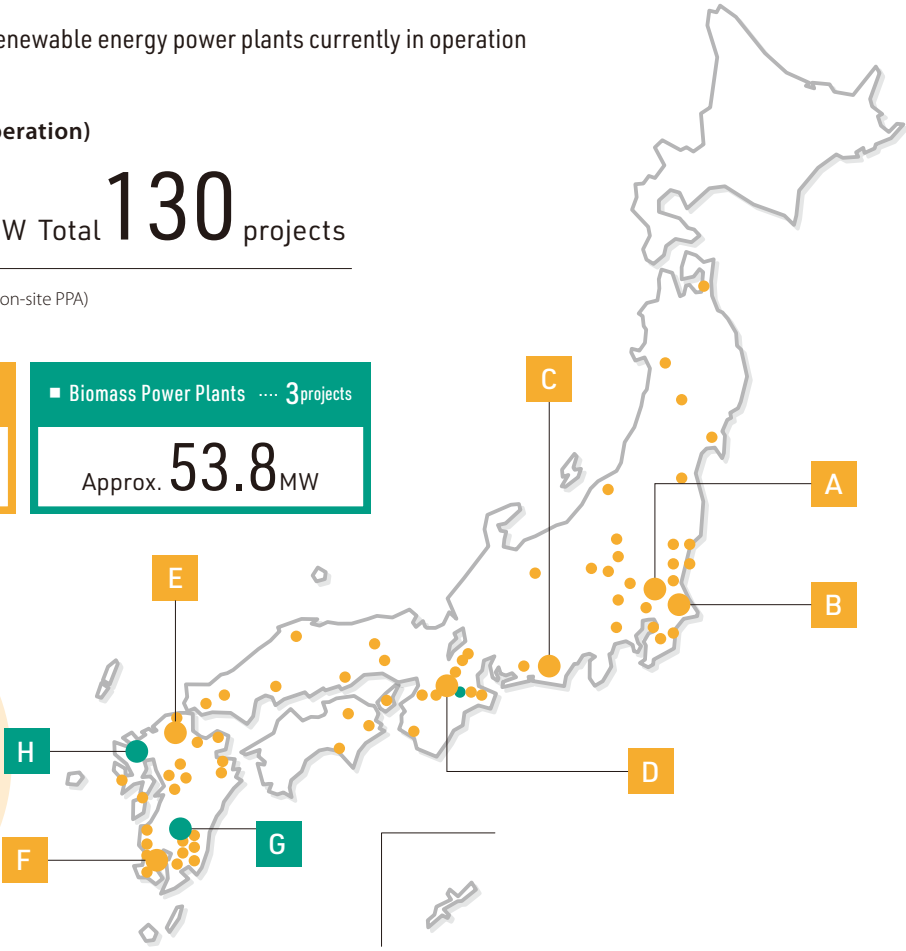 enewable energy power plants currently in operation
peration)
W Total 130 projects
on-site PPA)
■ Biomass Power Plants ···· 3projects
Approx. 53.8MW
C
A
E
B
H
D
G
F